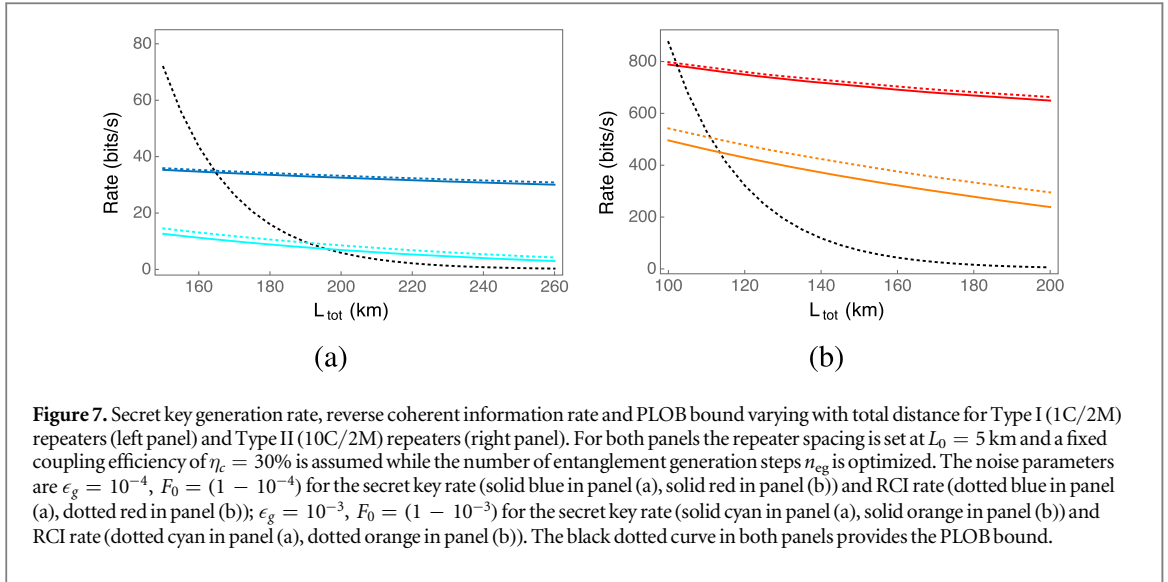 80
60
40
20
0
Rate (bits/s)
160 180 200 220 240 260
L_tot (km)
(a)
800
600
400
200
0
Rate (bits/s)
100 120 140 160 180 200
L_tot (km)
(b)
Figure 7. Secret key generation rate, reverse coherent information rate and PLOB bound varying with total distance for Type I (1C/2M)
repeaters (left panel) and Type II (10C/2M) repeaters (right panel). For both panels the repeater spacing is set at L₀ = 5 km and a fixed
coupling efficiency of η_c = 30% is assumed while the number of entanglement generation steps n_eg is optimized. The noise parameters
are ϵ_g = 10⁻⁴, F₀ = (1 − 10⁻⁴) for the secret key rate (solid blue in panel (a), solid red in panel (b)) and RCI rate (dotted blue in panel
(a), dotted red in panel (b)); ϵ_g = 10⁻³, F₀ = (1 − 10⁻³) for the secret key rate (solid cyan in panel (a), solid orange in panel (b)) and
RCI rate (dotted cyan in panel (a), dotted orange in panel (b)). The black dotted curve in both panels provides the PLOB bound.